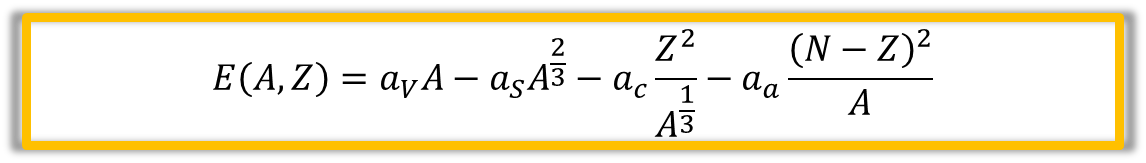 E(A, Z) = a_V A − a_S A^{2/3} − a_c Z^2 / A^{1/3} − a_a (N − Z)^2 / A